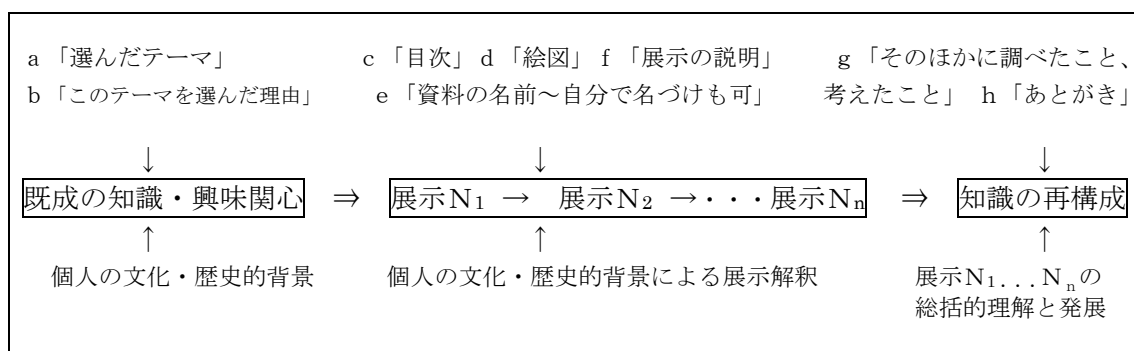 a「選んだテーマ」 c「目次」d「絵図」f「展示の説明」 g「そのほかに調べたこと、
b「このテーマを選んだ理由」 e「資料の名前～自分で名づけも可」 考えたこと」 h「あとがき」
↓ ↓ ↓
既成の知識・興味関心 ⇒ 展示N1 → 展示N2 →・・・展示Nn ⇒ 知識の再構成
↑ ↑ ↑
個人の文化・歴史的背景 個人の文化・歴史的背景による展示解釈 展示N1...Nnの
総括的理解と発展